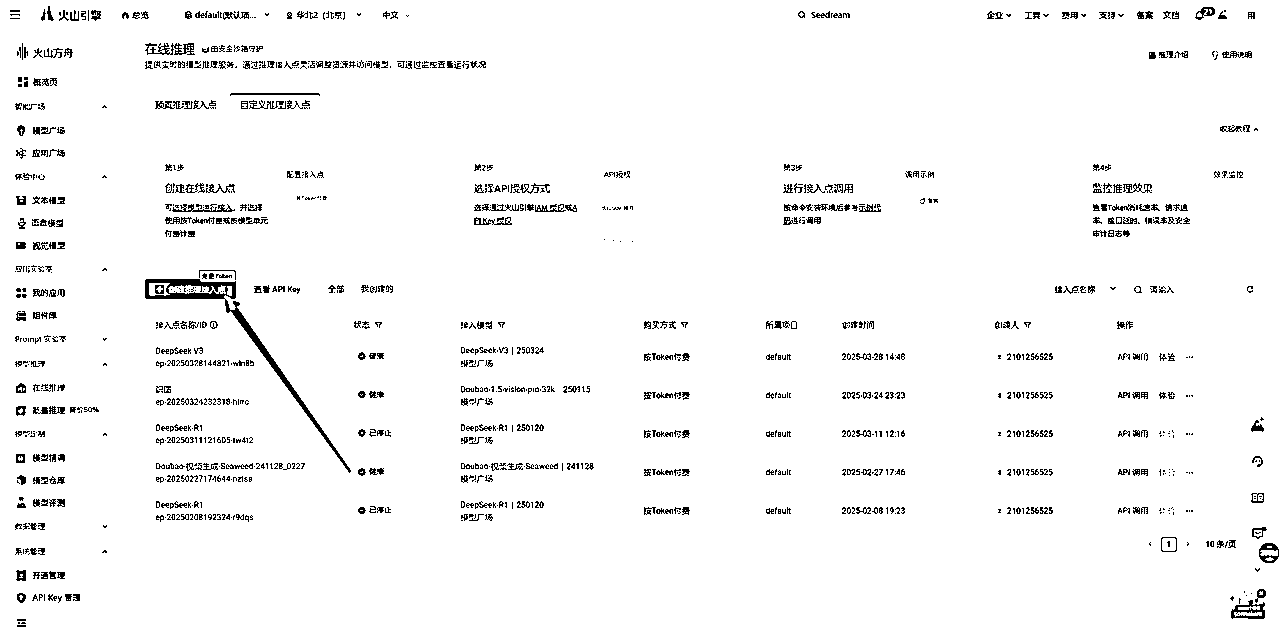 火山引擎
总览
default(默认项...
华北2（北京）
中文
Seedream
企业
工具
费用
支持
备案
文档
21
火山方舟
概览页
模型广场
应用广场
体验中心
文本模型
语音模型
视觉模型
应用实验室
我的应用
组件库
Prompt 实验室
模型推理
在线推理
批量推理 降价50%
模型定制
模型精调
模型仓库
模型评测
数据管理
系统管理
开通管理
API Key 管理
在线推理
由安全沙箱守护
提供实时的模型推理服务，通过推理接入点灵活调整资源并访问模型，可通过监控查看运行状况
推理介绍
使用说明
预置推理接入点
自定义推理接入点
收起教程
第1步
创建在线接入点
可选择模型运行接入，并选择
使用按Token付费或按模型单元
付费计费
配置接入点
按Token付费
第2步
选择API授权方式
选择通过火山引擎IAM 授权或A
PI Key 授权
API授权
第3步
进行接入点调用
按命令安装环境后参考示例代
码进行调用
调用示例
第4步
监控推理效果
查看Token消耗速率、请求速
率、出口延时、错误率及安全
审计日志等
效果监控
免费 Token
创建推理接入点
查看 API Key
全部
我创建的
接入点名称
请输入
接入点名称/ID
状态
接入模型
购买方式
所属项目
创建时间
创建人
操作
DeepSeek-V3
ep-20250328144821-wln85
健康
DeepSeek-V3 | 250324
模型广场
按Token付费
default
2025-03-28 14:48
2101256525
API 调用 体验 ...
识图
健康
Doubao-1.5-vision-pro-32k | 250115
模型广场
按Token付费
default
2025-03-24 23:23
2101256525
API 调用 体验 ...
DeepSeek-R1
已停止
DeepSeek-R1 | 250120
模型广场
按Token付费
default
2025-03-11 12:16
2101256525
API 调用 体验 ...
Doubao-视频生成-Seaweed-241128_0227
健康
Doubao-视频生成-Seaweed | 241128
模型广场
按Token付费
default
2025-02-27 17:46
2101256525
API 调用 体验 ...
DeepSeek-R1
ep-20250208192324-r9dqs
已停止
DeepSeek-R1 | 250120
模型广场
按Token付费
default
2025-02-08 19:23
2101256525
API 调用 体验 ...
1
10 条/页